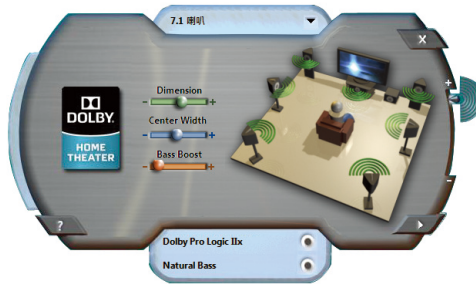 7.1 喇叭
X
Dimension
- +
Center Width
- +
Bass Boost
- +
DOLBY
HOME
THEATER
+
-
?
Dolby Pro Logic IIx
Natural Bass